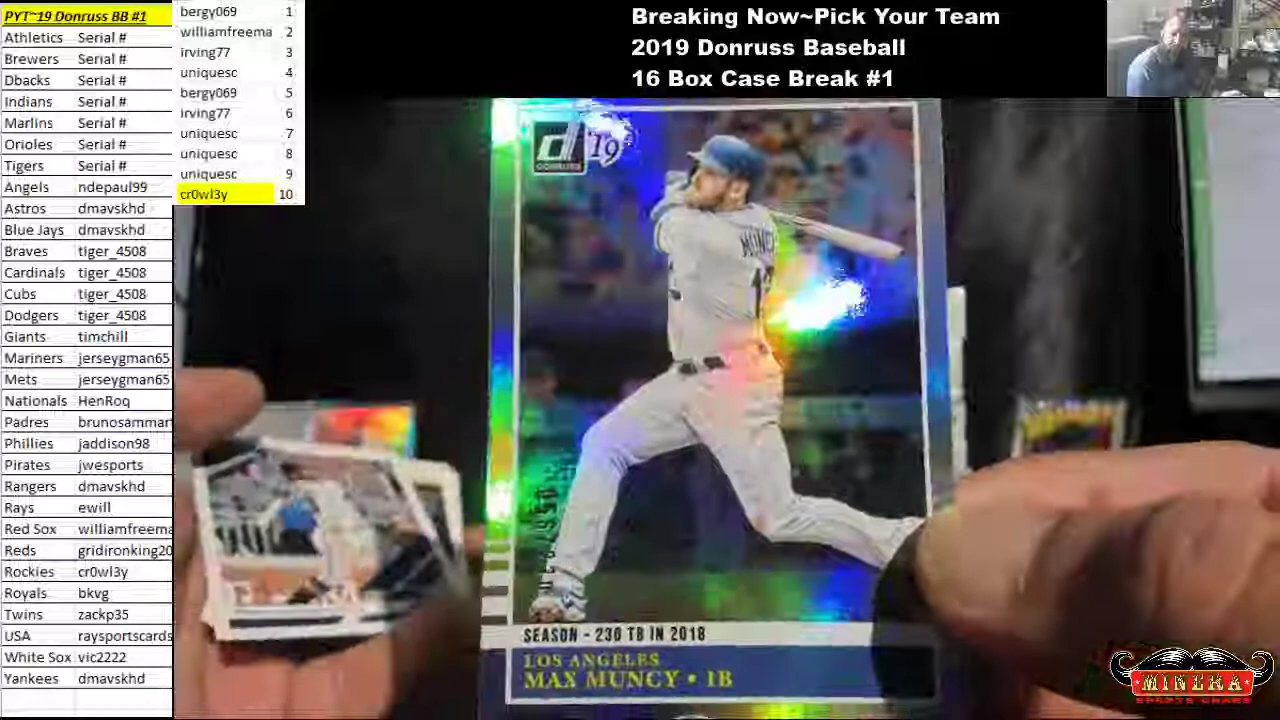 PYT~19 Donruss BB #1
Athletics Serial #
Brewers Serial #
Dbacks Serial #
Indians Serial #
Marlins Serial #
Orioles Serial #
Tigers Serial #
Angels ndepaul99
Astros dmavskhd
Blue Jays dmavskhd
Braves tiger_4508
Cardinals tiger_4508
Cubs tiger_4508
Dodgers tiger_4508
Giants timchill
Mariners jerseygman65
Mets jerseygman65
Nationals HenRoq
Padres brunosammar
Phillies jaddison98
Pirates jwesports
Rangers dmavskhd
Rays ewill
Red Sox williamfreema
Reds gridironking20
Rockies cr0wl3y
Royals bkvg
Twins zackp35
USA raysportscards
White Sox vic2222
Yankees dmavskhd
bergy069 1
williamfreema 2
irving77 3
uniquesc 4
bergy069 5
irving77 6
uniquesc 7
uniquesc 8
uniquesc 9
cr0wl3y 10
Breaking Now~Pick Your Team
2019 Donruss Baseball
16 Box Case Break #1
d '19
DONRUSS
SEASON - 230 TB IN 2018
LOS ANGELES
MAX MUNCY • 1B
MINEKA
SPORTS CARDS